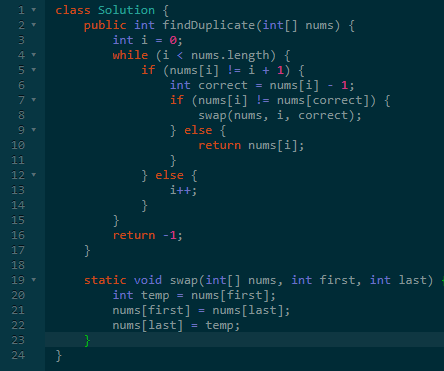 1 class Solution {
2     public int findDuplicate(int[] nums) {
3         int i = 0;
4         while (i < nums.length) {
5             if (nums[i] != i + 1) {
6                 int correct = nums[i] - 1;
7                 if (nums[i] != nums[correct]) {
8                     swap(nums, i, correct);
9                 } else {
10                     return nums[i];
11                 }
12             } else {
13                 i++;
14             }
15         }
16         return -1;
17     }
18
19     static void swap(int[] nums, int first, int last) {
20         int temp = nums[first];
21         nums[first] = nums[last];
22         nums[last] = temp;
23     }
24 }